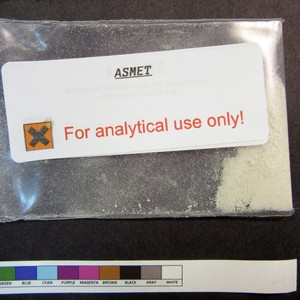 ASMET
For analytical use only!
GREEN BLUE CYAN PURPLE MAGENTA BROWN BLACK GRAY WHITE